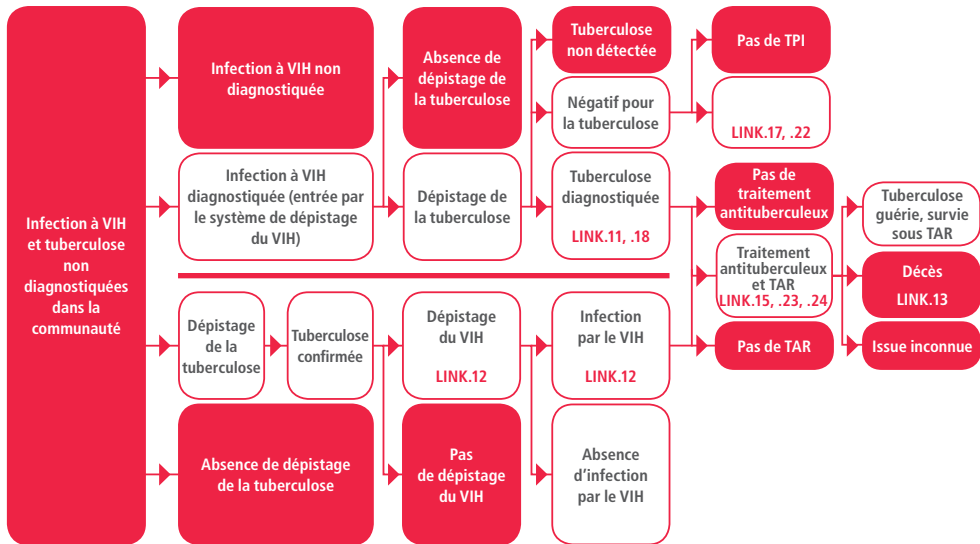 Infection à VIH
et tuberculose
non
diagnostiquées
dans la
communauté
Infection à VIH non
diagnostiquée
Infection à VIH
diagnostiquée (entrée par
le système de dépistage
du VIH)
Absence de
dépistage de
la tuberculose
Dépistage de
la tuberculose
Tuberculose
non détectée
Négatif pour
la tuberculose
Tuberculose
diagnostiquée
LINK.11, .18
Pas de TPI
LINK.17, .22
Pas de
traitement
antituberculeux
Traitement
antituberculeux
et TAR
LINK.15, .23, .24
Pas de TAR
Tuberculose
guérie, survie
sous TAR
Décès
LINK.13
Issue inconnue
Dépistage
de la
tuberculose
Tuberculose
confirmée
Dépistage
du VIH
LINK.12
Infection
par le VIH
LINK.12
Absence de dépistage
de la tuberculose
Pas
de dépistage
du VIH
Absence
d’infection
par le VIH